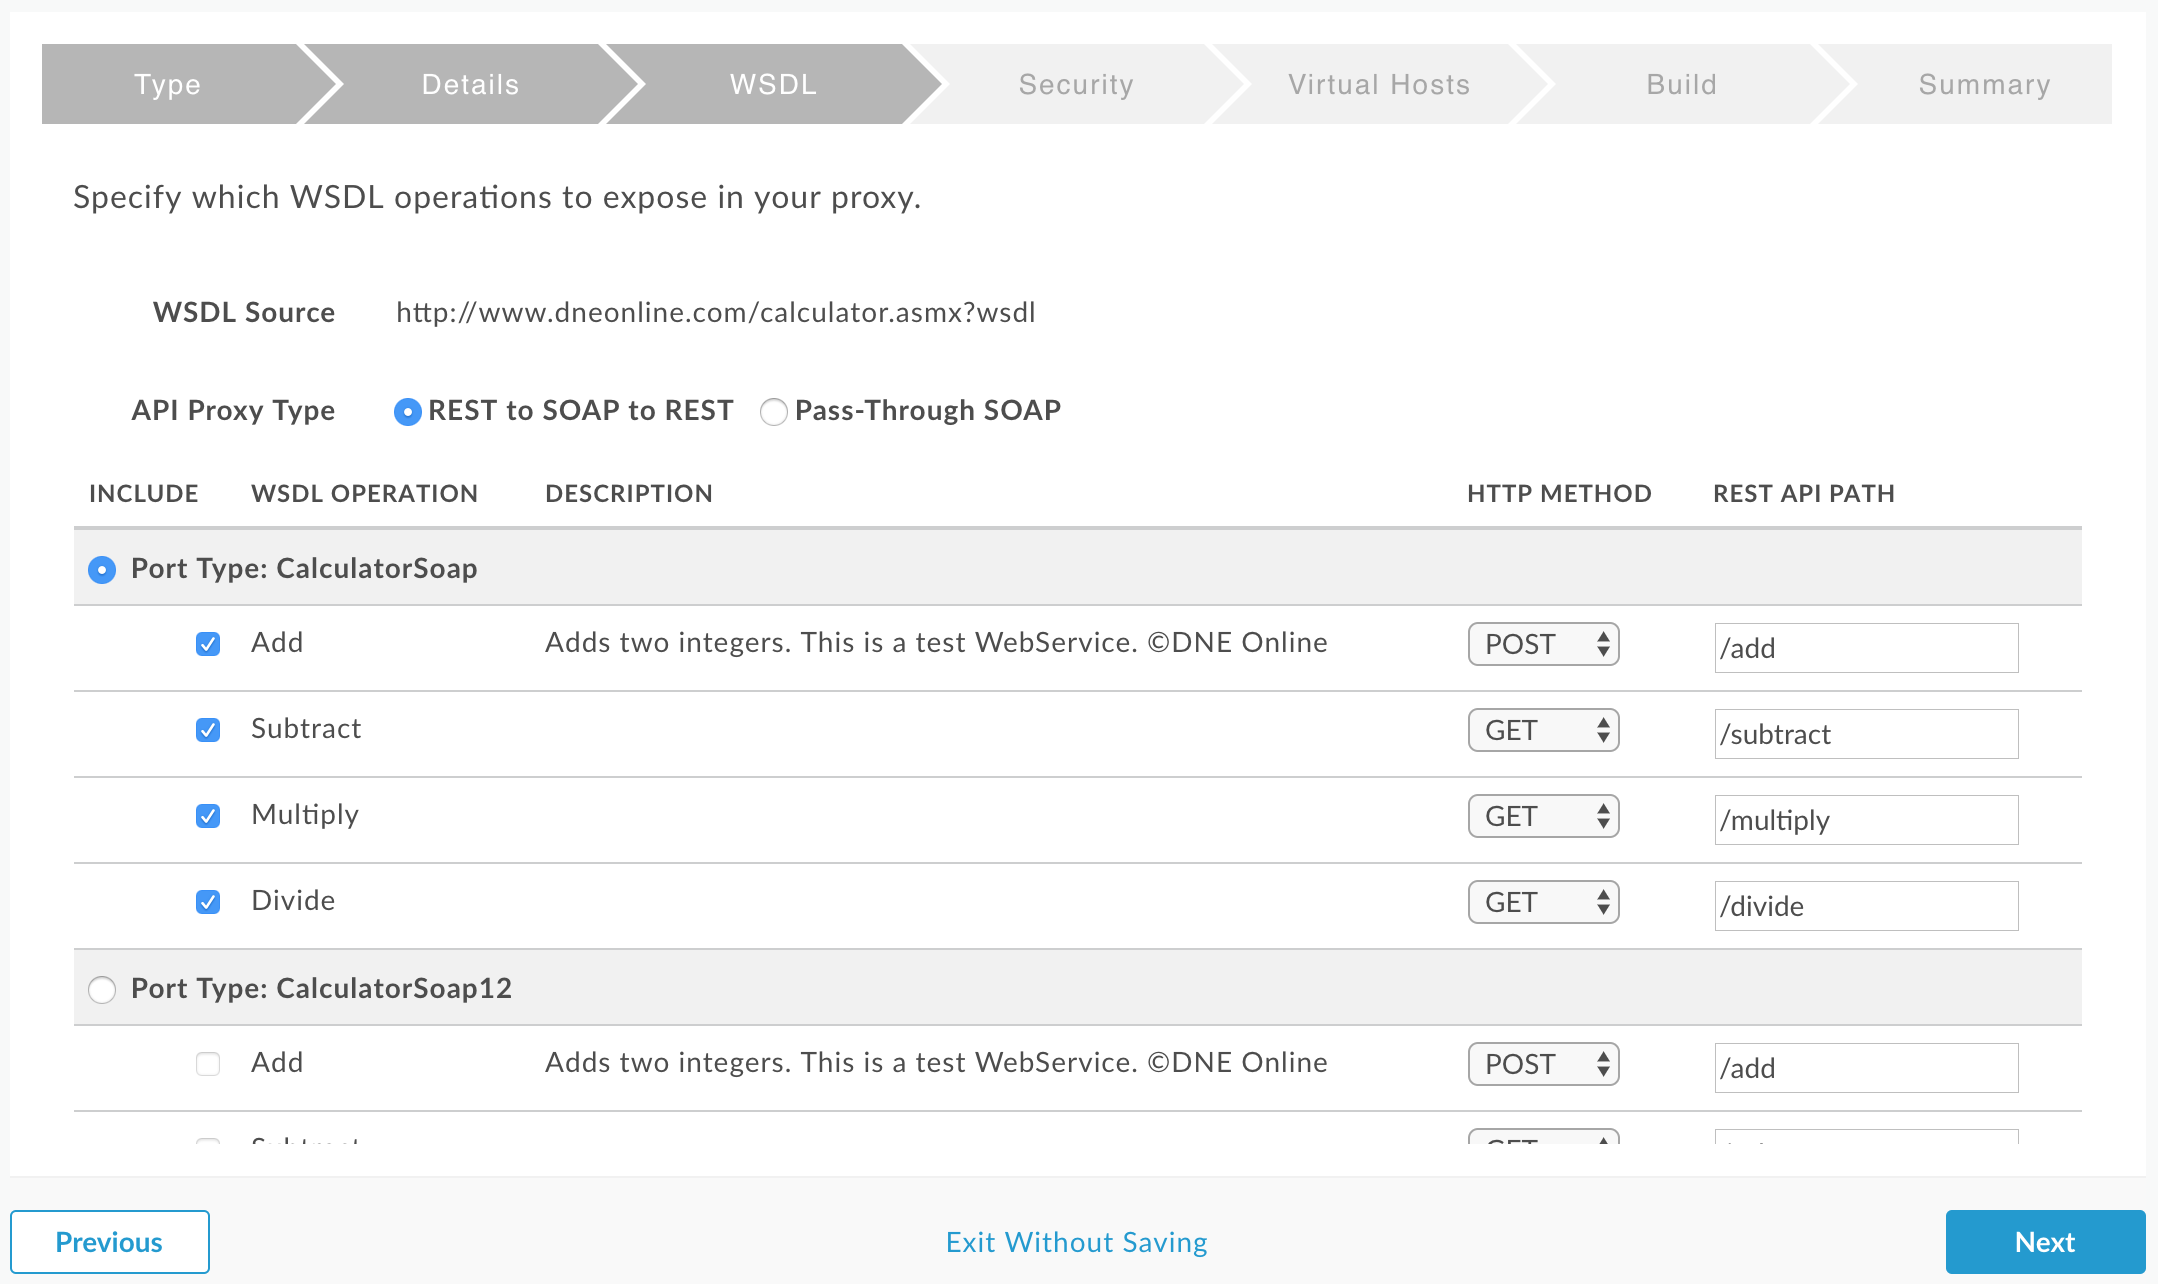 Type Details WSDL Security Virtual Hosts Build Summary
Specify which WSDL operations to expose in your proxy.
WSDL Source http://www.dneonline.com/calculator.asmx?wsdl
API Proxy Type REST to SOAP to REST Pass-Through SOAP
INCLUDE WSDL OPERATION DESCRIPTION HTTP METHOD REST API PATH
Port Type: CalculatorSoap
Add Adds two integers. This is a test WebService. ©DNE Online POST /add
Subtract GET /subtract
Multiply GET /multiply
Divide GET /divide
Port Type: CalculatorSoap12
Add Adds two integers. This is a test WebService. ©DNE Online POST /add
Previous Exit Without Saving Next